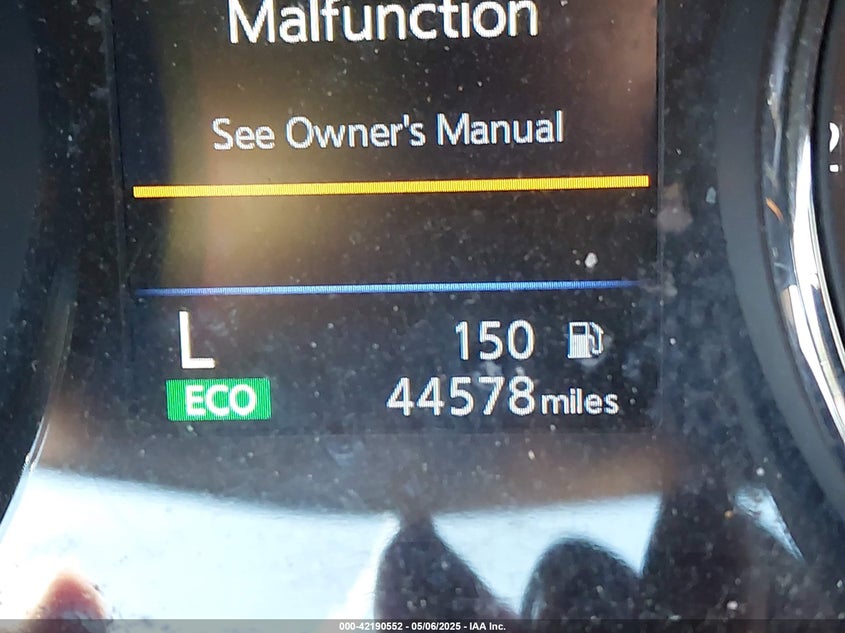 Malfunction
See Owner's Manual
L
150
ECO
44578 miles
000-42190552 - 05/06/2025 - IAA Inc.